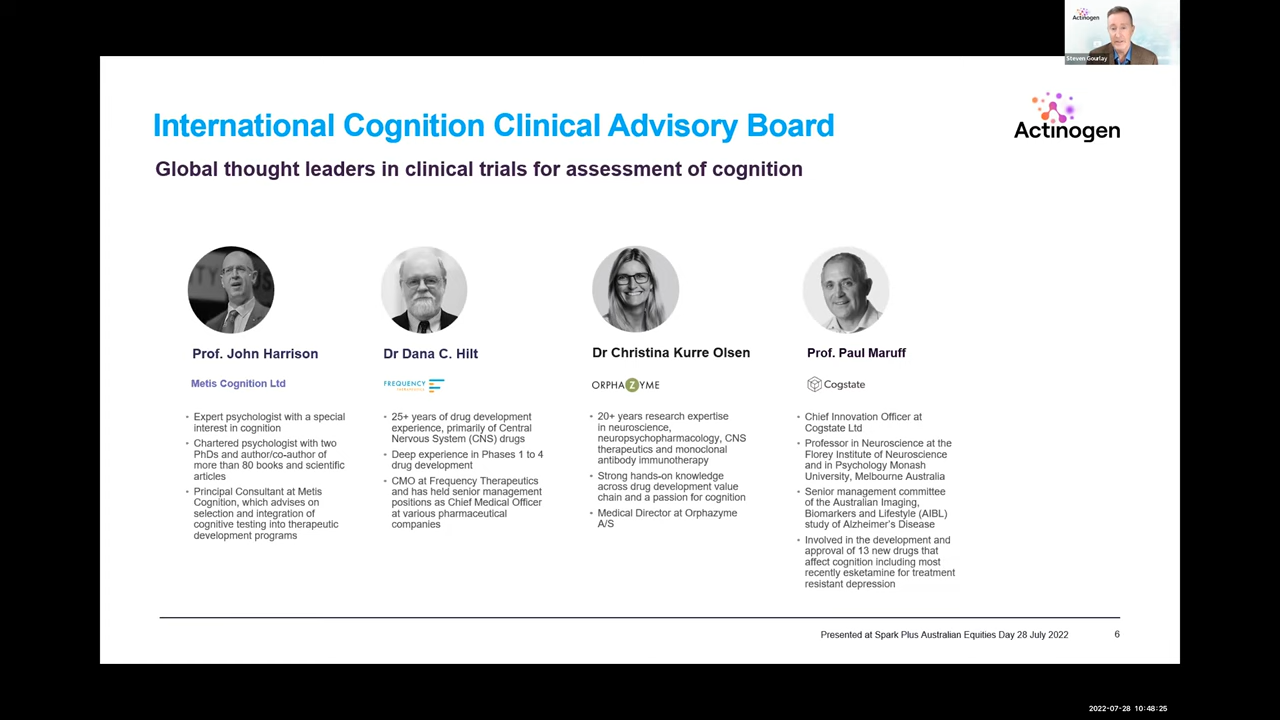 Actinogen
Steven Gourlay
International Cognition Clinical Advisory Board
Actinogen
Global thought leaders in clinical trials for assessment of cognition
Prof. John Harrison
Metis Cognition Ltd
• Expert psychologist with a special
interest in cognition
• Chartered psychologist with two
PhDs and author/co-author of
more than 80 books and scientific
articles
• Principal Consultant at Metis
Cognition, which advises on
selection and integration of
cognitive testing into therapeutic
development programs
Dr Dana C. Hilt
FREQUENCY
• 25+ years of drug development
experience, primarily of Central
Nervous System (CNS) drugs
• Deep experience in Phases 1 to 4
drug development
• CMO at Frequency Therapeutics
and has held senior management
positions as Chief Medical Officer
at various pharmaceutical
companies
Dr Christina Kurre Olsen
ORPHAZYME
• 20+ years research expertise
in neuroscience,
neuropsychopharmacology, CNS
therapeutics and monoclonal
antibody immunotherapy
• Strong hands-on knowledge
across drug development value
chain and a passion for cognition
• Medical Director at Orphazyme
A/S
Prof. Paul Maruff
Cogstate
• Chief Innovation Officer at
Cogstate Ltd
• Professor in Neuroscience at the
Florey Institute of Neuroscience
and in Psychology Monash
University, Melbourne Australia
• Senior management committee
of the Australian Imaging,
Biomarkers and Lifestyle (AIBL)
study of Alzheimer's Disease
• Involved in the development and
approval of 13 new drugs that
affect cognition including most
recently esketamine for treatment
resistant depression
Presented at Spark Plus Australian Equities Day 28 July 2022
6
2022-07-28 10:48:25